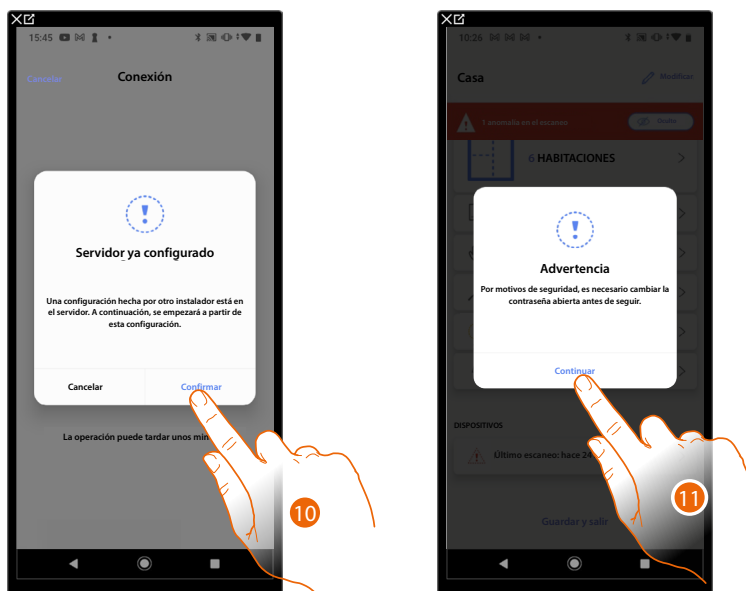 15:45
Cancelar
Conexión
Servidor ya configurado
Una configuración hecha por otro instalador está en
el servidor. A continuación, se empezará a partir de
esta configuración.
Cancelar
Confirmar
La operación puede tardar unos
10
10:26
Casa
Modificar
1 anomalía en el escáneo
6 HABITACIONES
Advertencia
Por motivos de seguridad, es necesario cambiar la
contraseña abierta antes de seguir.
Continuar
DISPOSITIVOS
Último escaneo: hace 24
11
Guardar y salir